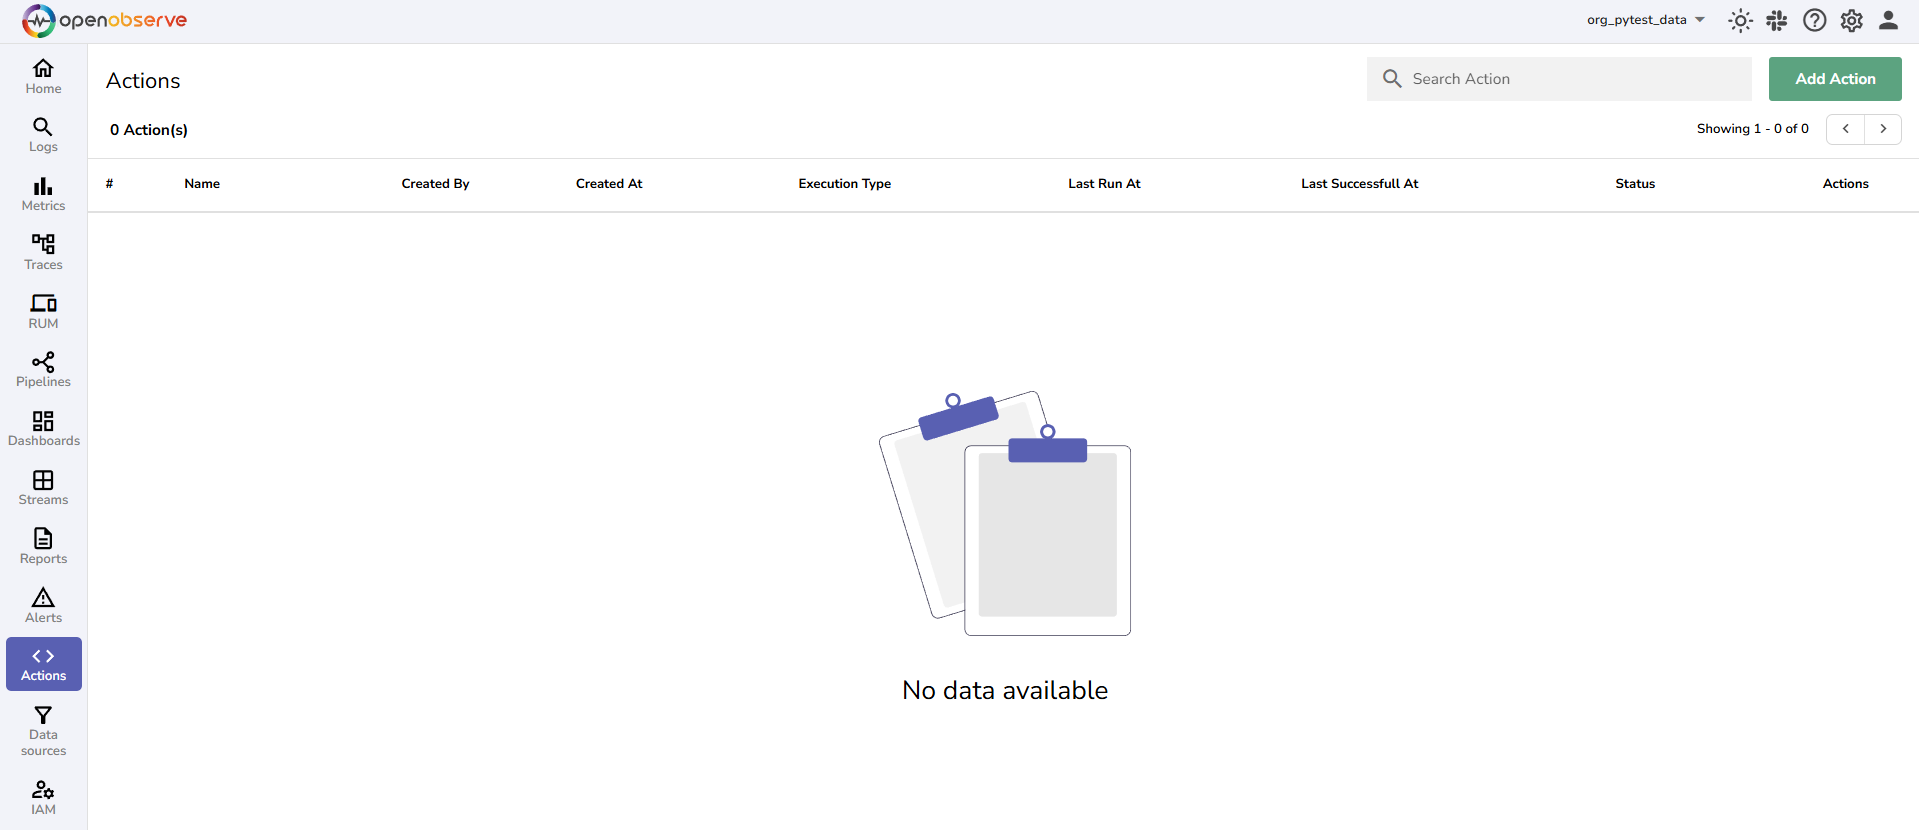 openobserve
org_pytest_data
Home
Logs
Metrics
Traces
RUM
Pipelines
Dashboards
Streams
Reports
Alerts
Actions
Data
sources
IAM
Actions
Search Action
Add Action
0 Action(s)
Showing 1 - 0 of 0
# Name Created By Created At Execution Type Last Run At Last Successfull At Status Actions
No data available